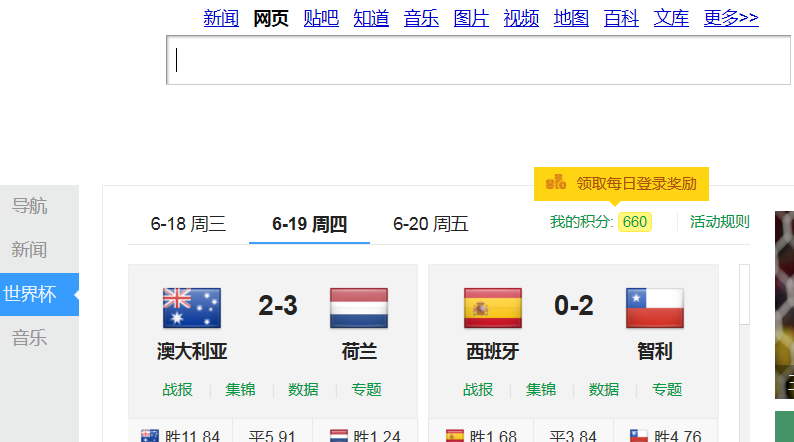 新闻 网页 贴吧 知道 音乐 图片 视频 地图 百科 文库 更多>>
领取每日登录奖励
导航
新闻
世界杯
音乐
6-18 周三 6-19 周四 6-20 周五 我的积分: 660 活动规则
2-3
澳大利亚 荷兰
战报 集锦 数据 专题
胜11.84 平5.91 胜1.24
0-2
西班牙 智利
战报 集锦 数据 专题
胜1.68 平3.84 胜4.76